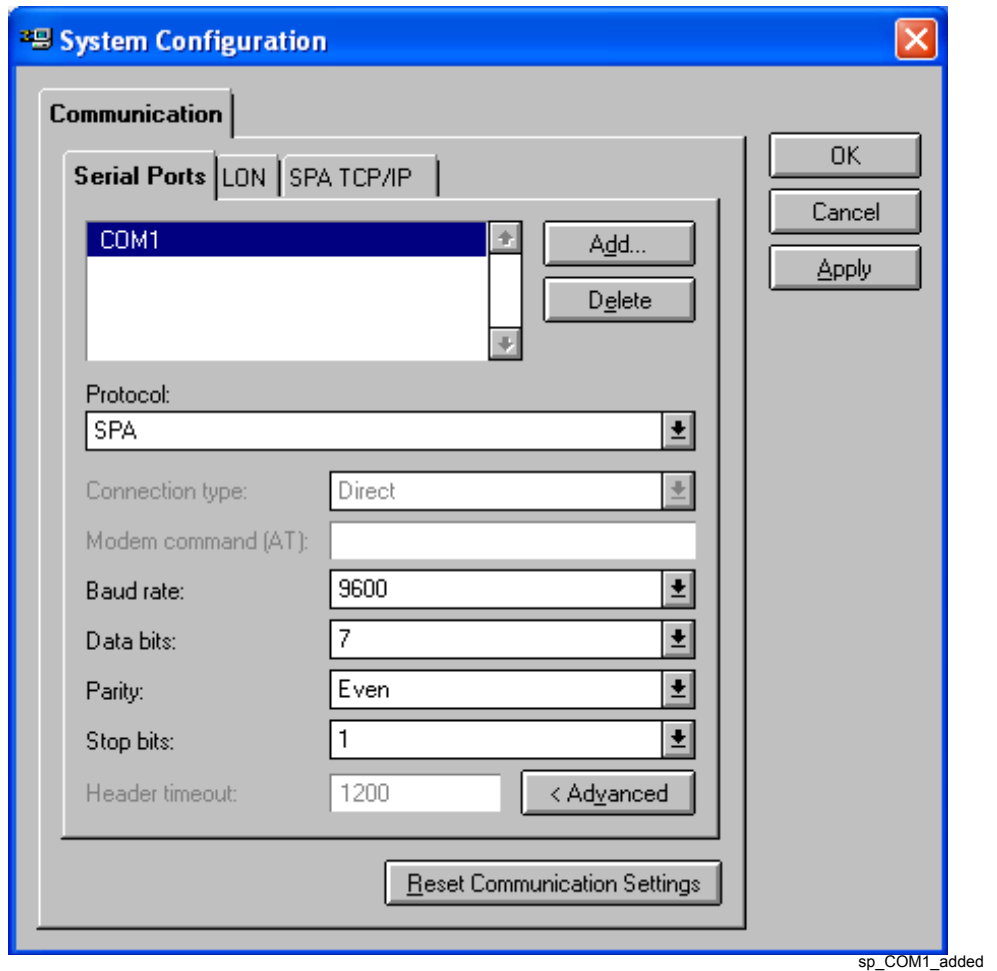 System Configuration
Communication
Serial Ports LON SPA TCP/IP
COM1
Add...
Delete
OK
Cancel
Apply
Protocol:
SPA
Connection type: Direct
Modem command (AT):
Baud rate: 9600
Data bits: 7
Parity: Even
Stop bits: 1
Header timeout: 1200 < Advanced
Reset Communication Settings
sp_COM1_added